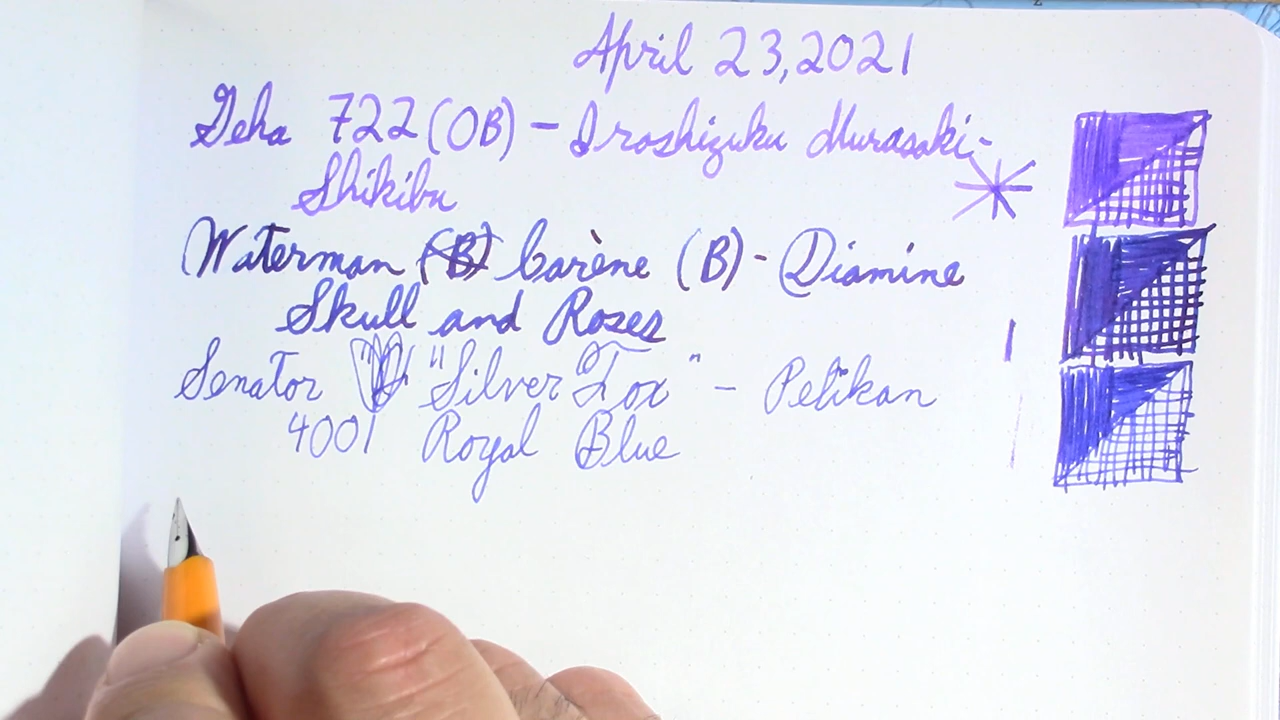 April 23, 2021
Geha 722 (OB) - Iroshizuku Murasaki-
Shikibu
Waterman (B) Carène (B) - Diamine
Skull and Roses
Senator "Silver Fox" - Pelikan
4001 Royal Blue